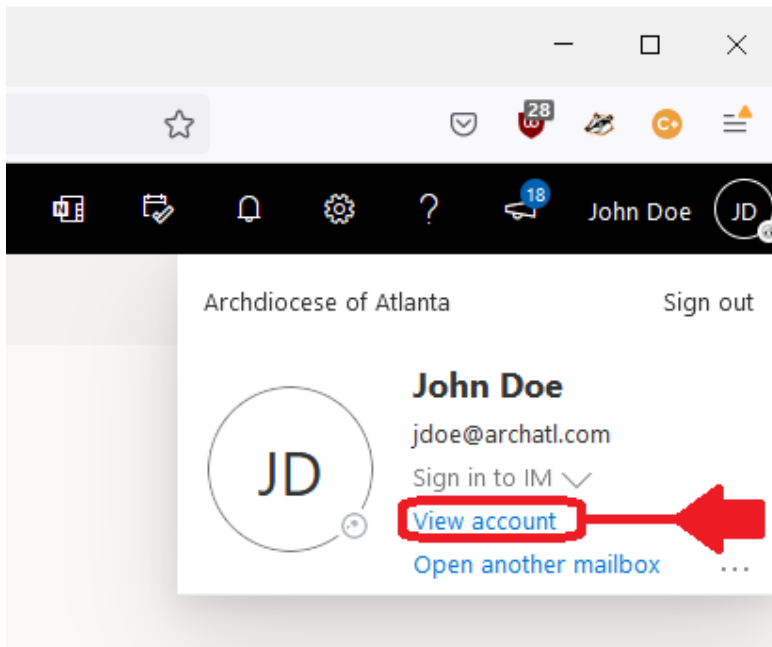 28
C+
N
18
John Doe
JD
Archdiocese of Atlanta
Sign out
JD
John Doe
jdoe@archatl.com
Sign in to IM
View account
Open another mailbox
...